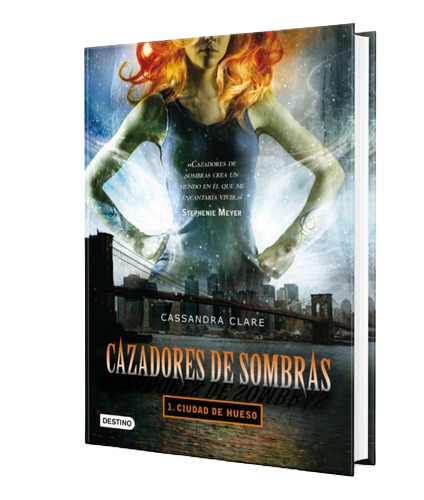 «CAZADORES DE
SOMBRAS CREA UN
MUNDO EN EL QUE ME
ENCANTARÍA VIVIR.»
STEPHENIE MEYER
CASSANDRA CLARE
CAZADORES DE SOMBRAS
1. CIUDAD DE HUESO
DESTINO